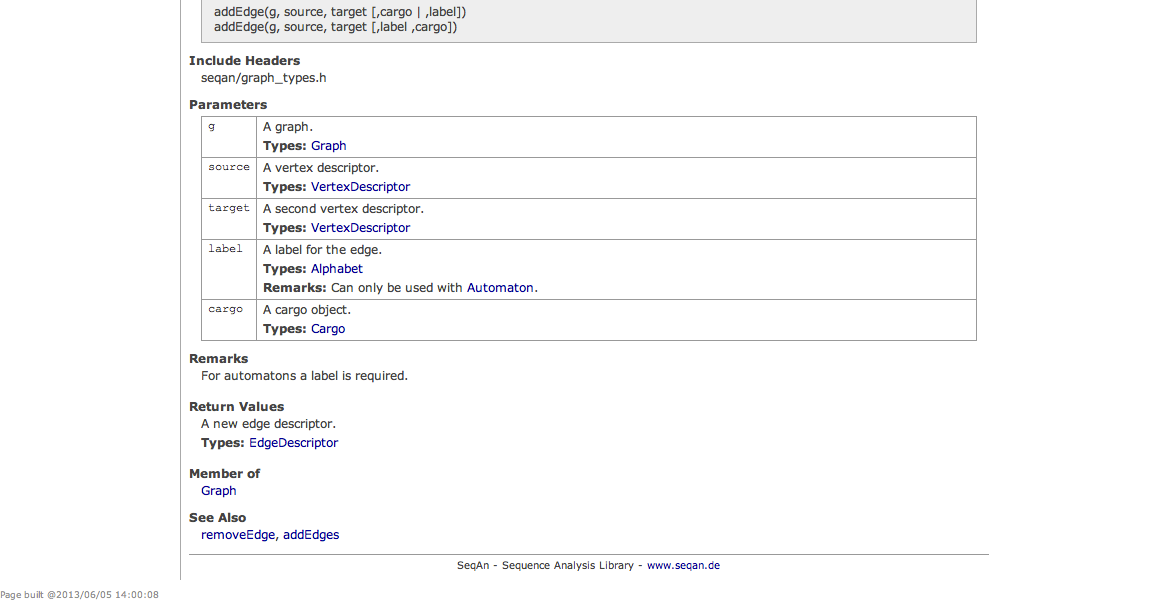 addEdge(g, source, target [,cargo | ,label])
addEdge(g, source, target [,label ,cargo])
Include Headers
seqan/graph_types.h
Parameters
g
A graph.
Types: Graph
source
A vertex descriptor.
Types: VertexDescriptor
target
A second vertex descriptor.
Types: VertexDescriptor
label
A label for the edge.
Types: Alphabet
Remarks: Can only be used with Automaton.
cargo
A cargo object.
Types: Cargo
Remarks
For automatons a label is required.
Return Values
A new edge descriptor.
Types: EdgeDescriptor
Member of
Graph
See Also
removeEdge, addEdges
SeqAn - Sequence Analysis Library - www.seqan.de
Page built @2013/06/05 14:00:08